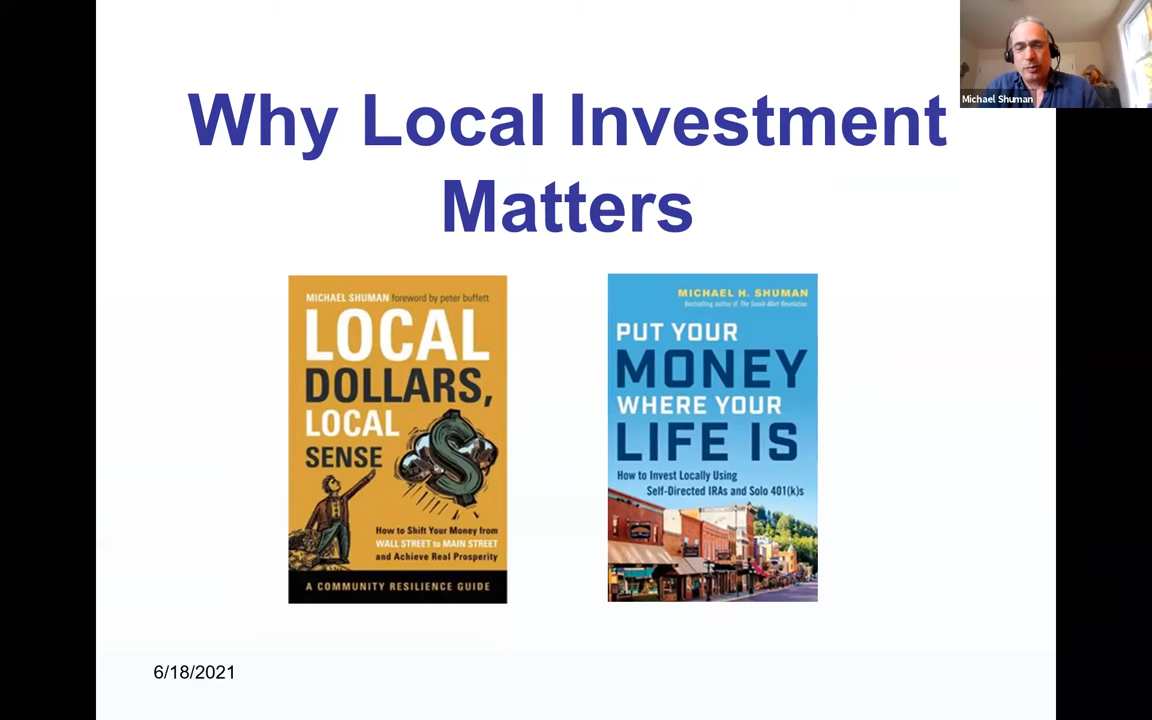 Michael Shuman
Why Local Investment
Matters
MICHAEL SHUMAN foreword by peter buffett
LOCAL
DOLLARS,
LOCAL
SENSE
How to Shift Your Money from
WALL STREET to MAIN STREET
and Achieve Real Prosperity
A COMMUNITY RESILIENCE GUIDE
MICHAEL H. SHUMAN
Bestselling author of The Small-Mart Revolution
PUT YOUR
MONEY
WHERE YOUR
LIFE IS
How to Invest Locally Using
Self-Directed IRAs and Solo 401(k)s
6/18/2021